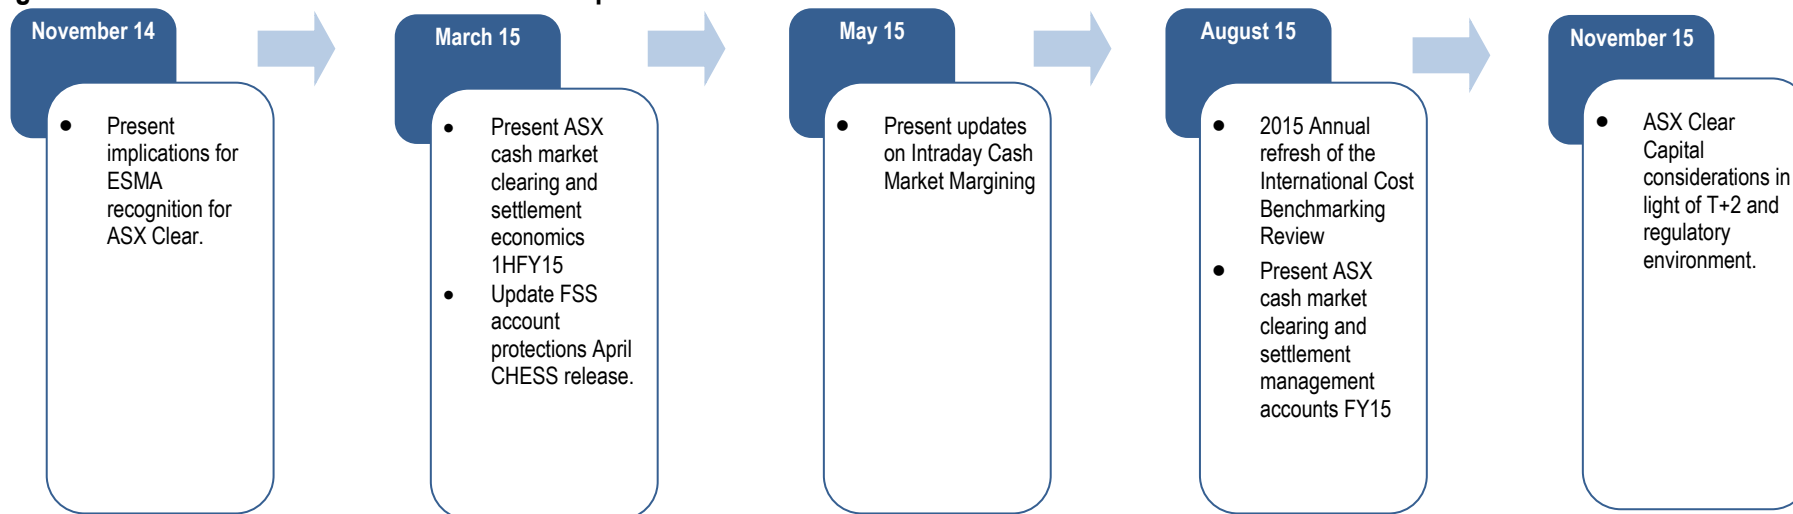 November 14
● Present
implications for
ESMA
recognition for
ASX Clear.
March 15
● Present ASX
cash market
clearing and
settlement
economics
1HFY15
● Update FSS
account
protections April
CHESS release.
May 15
● Present updates
on Intraday Cash
Market Margining
August 15
● 2015 Annual
refresh of the
International Cost
Benchmarking
Review
● Present ASX
cash market
clearing and
settlement
management
accounts FY15
November 15
● ASX Clear
Capital
considerations in
light of T+2 and
regulatory
environment.